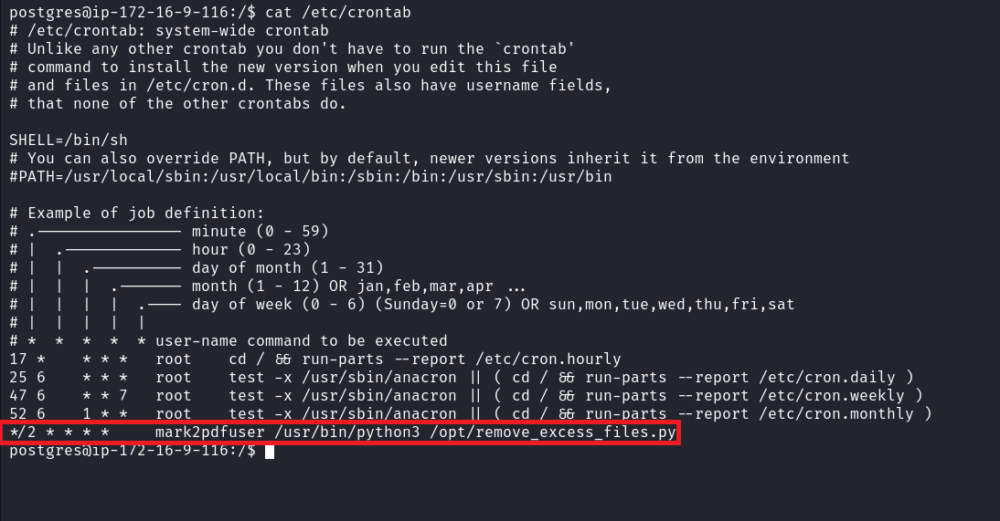 postgres@ip-172-16-9-116:/$ cat /etc/crontab
# /etc/crontab: system-wide crontab
# Unlike any other crontab you don't have to run the `crontab'
# command to install the new version when you edit this file
# and files in /etc/cron.d. These files also have username fields,
# that none of the other crontabs do.

SHELL=/bin/sh
# You can also override PATH, but by default, newer versions inherit it from the environment
#PATH=/usr/local/sbin:/usr/local/bin:/sbin:/bin:/usr/sbin:/usr/bin

# Example of job definition:
# .---------------- minute (0 - 59)
# |  .------------- hour (0 - 23)
# |  |  .---------- day of month (1 - 31)
# |  |  |  .------- month (1 - 12) OR jan,feb,mar,apr ...
# |  |  |  |  .---- day of week (0 - 6) (Sunday=0 or 7) OR sun,mon,tue,wed,thu,fri,sat
# |  |  |  |  |
# *  *  *  *  * user-name command to be executed
17 *    * * *   root    cd / && run-parts --report /etc/cron.hourly
25 6    * * *   root    test -x /usr/sbin/anacron || ( cd / && run-parts --report /etc/cron.daily )
47 6    * * 7   root    test -x /usr/sbin/anacron || ( cd / && run-parts --report /etc/cron.weekly )
52 6    1 * *   root    test -x /usr/sbin/anacron || ( cd / && run-parts --report /etc/cron.monthly )
*/2 * * * *     mark2pdfuser /usr/bin/python3 /opt/remove_excess_files.py
postgres@ip-172-16-9-116:/$